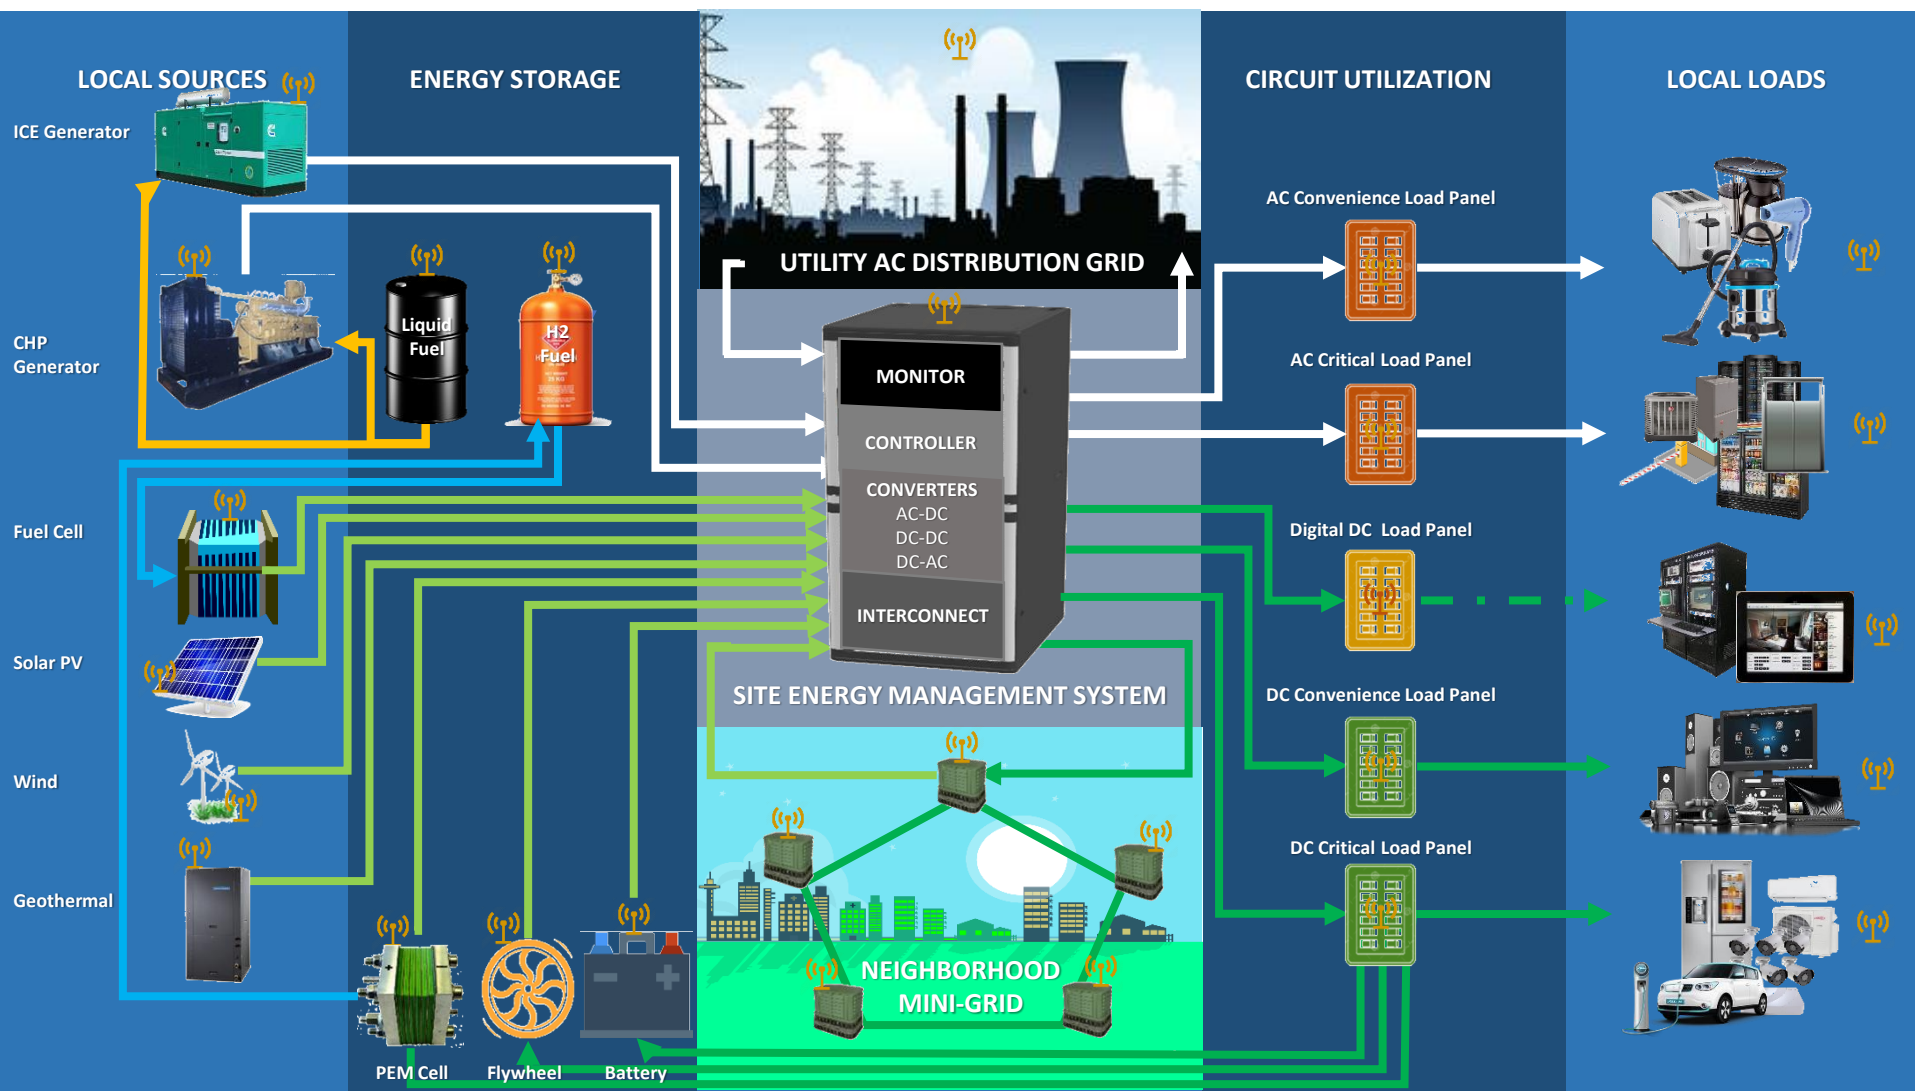 LOCAL SOURCES
ENERGY STORAGE
CIRCUIT UTILIZATION
LOCAL LOADS
ICE Generator
CHP
Generator
Fuel Cell
Solar PV
Wind
Geothermal
Liquid
Fuel
H2
Fuel
PEM Cell
Flywheel
Battery
UTILITY AC DISTRIBUTION GRID
MONITOR
CONTROLLER
CONVERTERS
AC-DC
DC-DC
DC-AC
INTERCONNECT
SITE ENERGY MANAGEMENT SYSTEM
NEIGHBORHOOD
MINI-GRID
AC Convenience Load Panel
AC Critical Load Panel
Digital DC Load Panel
DC Convenience Load Panel
DC Critical Load Panel